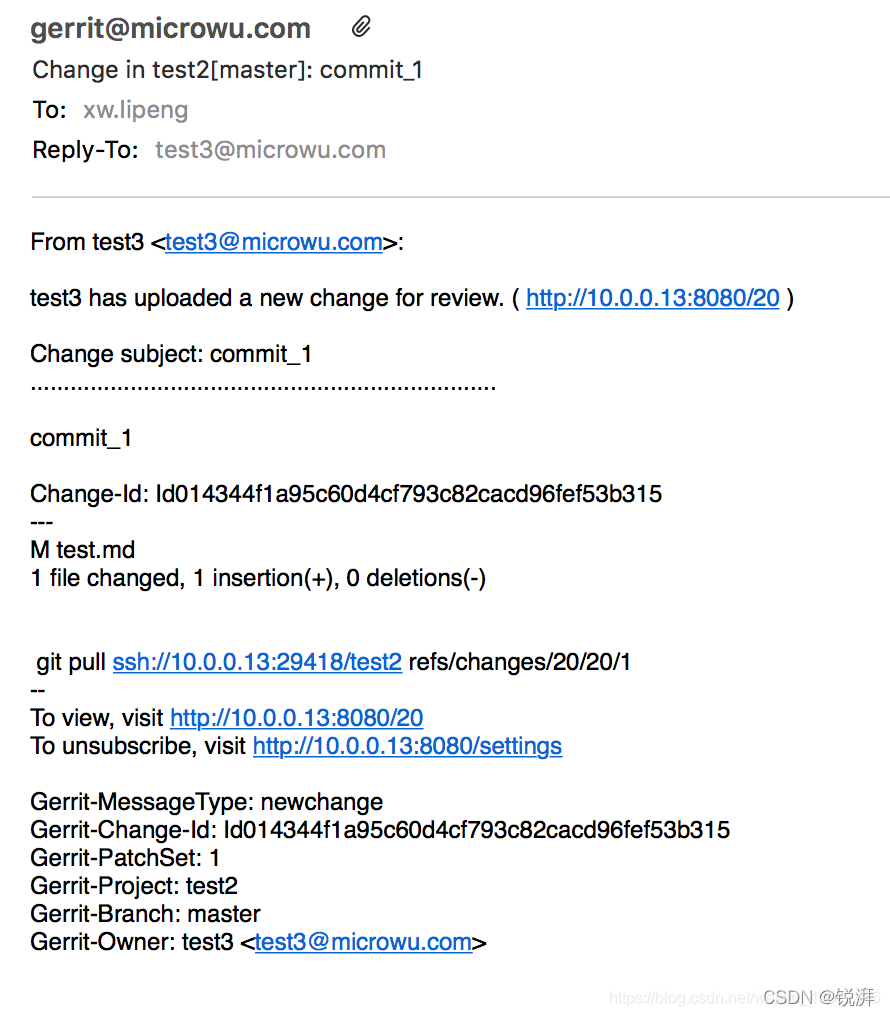 gerrit@microwu.com
Change in test2[master]: commit_1
To: xw.lipeng
Reply-To: test3@microwu.com
From test3 <test3@microwu.com>:
test3 has uploaded a new change for review. ( http://10.0.0.13:8080/20 )
Change subject: commit_1
......................................................................
commit_1
Change-Id: Id014344f1a95c60d4cf793c82cacd96fef53b315
---
M test.md
1 file changed, 1 insertion(+), 0 deletions(-)
git pull ssh://10.0.0.13:29418/test2 refs/changes/20/20/1
--
To view, visit http://10.0.0.13:8080/20
To unsubscribe, visit http://10.0.0.13:8080/settings
Gerrit-MessageType: newchange
Gerrit-Change-Id: Id014344f1a95c60d4cf793c82cacd96fef53b315
Gerrit-PatchSet: 1
Gerrit-Project: test2
Gerrit-Branch: master
Gerrit-Owner: test3 <test3@microwu.com>
CSDN @锐湃